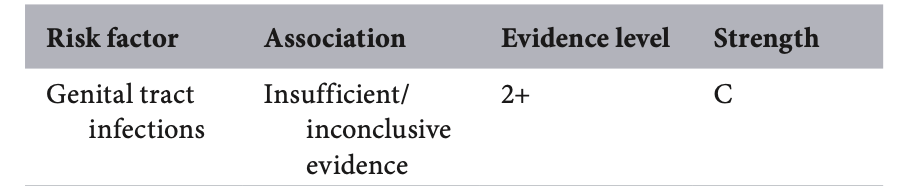 Risk factor Association Evidence level Strength
Genital tract Insufficient/ 2+ C
infections inconclusive
evidence